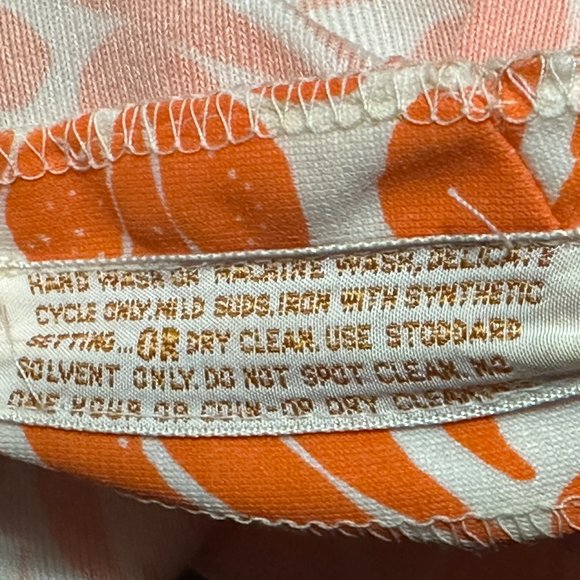 HAND WASH OR MACHINE WASH, DELICATE
CYCLE ONLY. MILD SUDS. IRON WITH SYNTHETIC
SETTING... OR DRY CLEAN. USE STODDARD
SOLVENT ONLY. DO NOT SPOT CLEAN. NO
ONE HOUR OR COIN-OP DRY CLEANING.